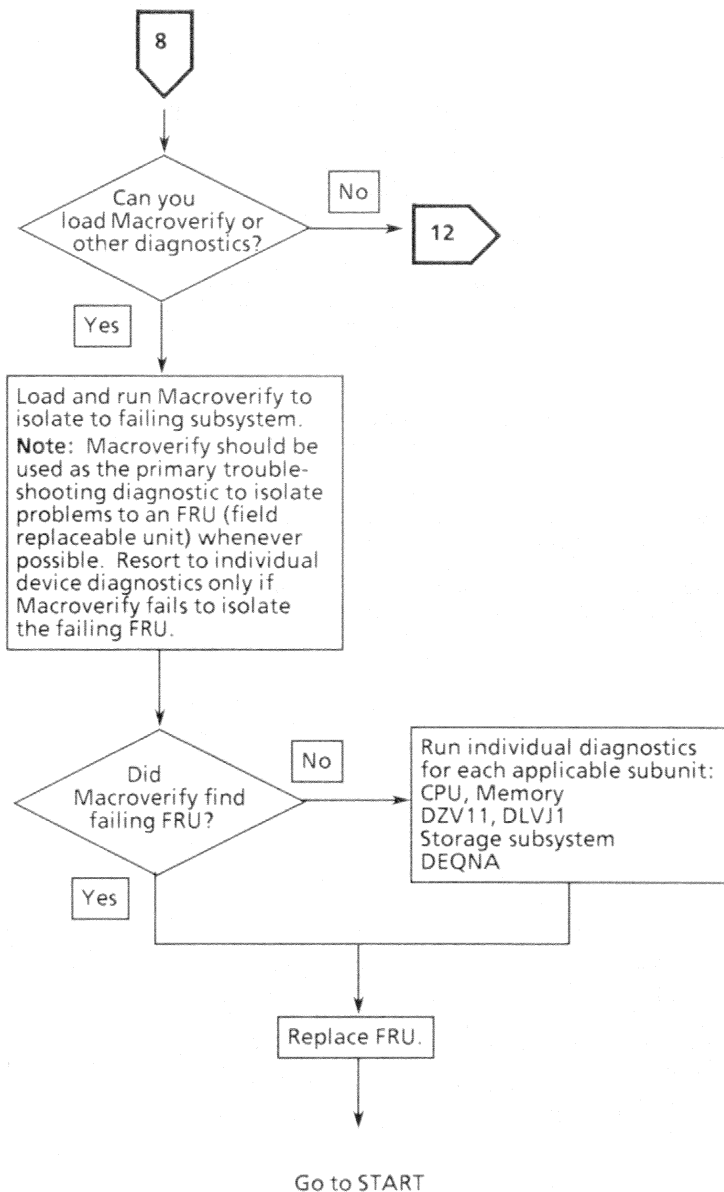 8
Can you
load Macroverify or
other diagnostics?
No
12
Yes
Load and run Macroverify to
isolate to failing subsystem.
Note: Macroverify should be
used as the primary trouble-
shooting diagnostic to isolate
problems to an FRU (field
replaceable unit) whenever
possible. Resort to individual
device diagnostics only if
Macroverify fails to isolate
the failing FRU.
Did
Macroverify find
failing FRU?
No
Run individual diagnostics
for each applicable subunit:
CPU, Memory
DZV11, DLVJ1
Storage subsystem
DEQNA
Yes
Replace FRU.
Go to START